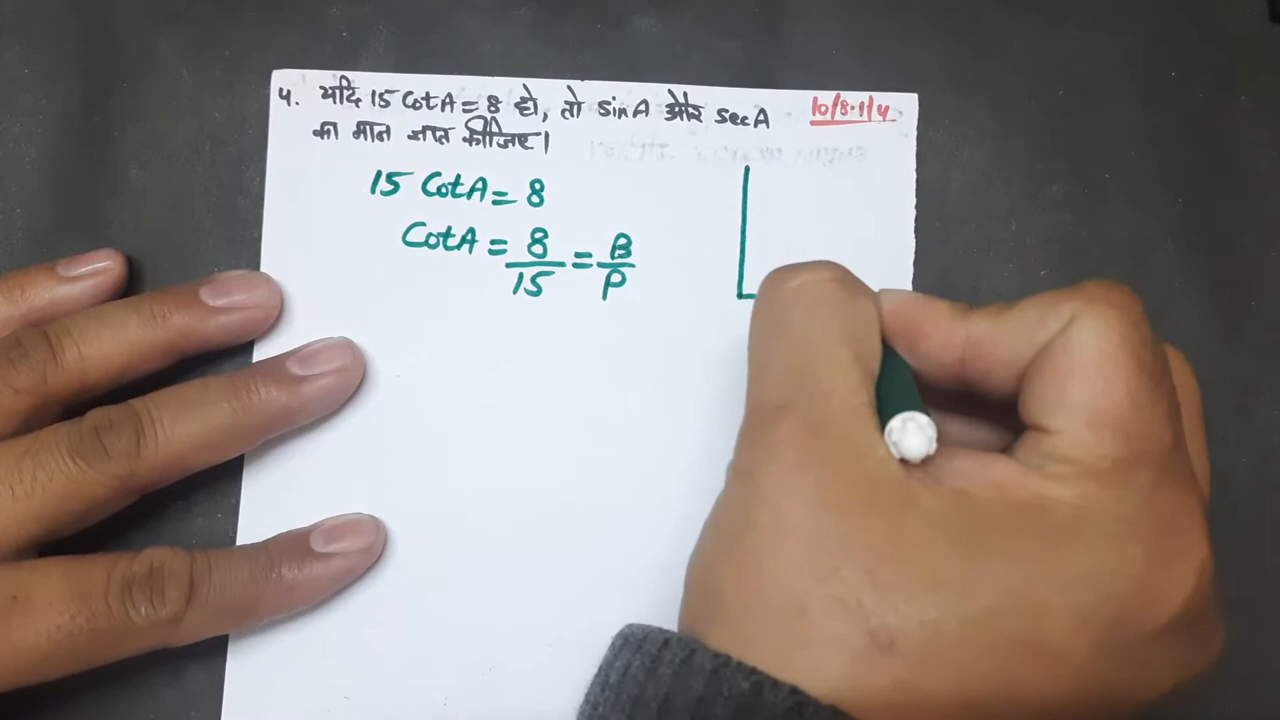 4. यदि 15 CotA = 8 हो, तो sinA और secA 10/8.1/4
का मान ज्ञात कीजिए।
15 CotA = 8
CotA = 8/15 = B/P